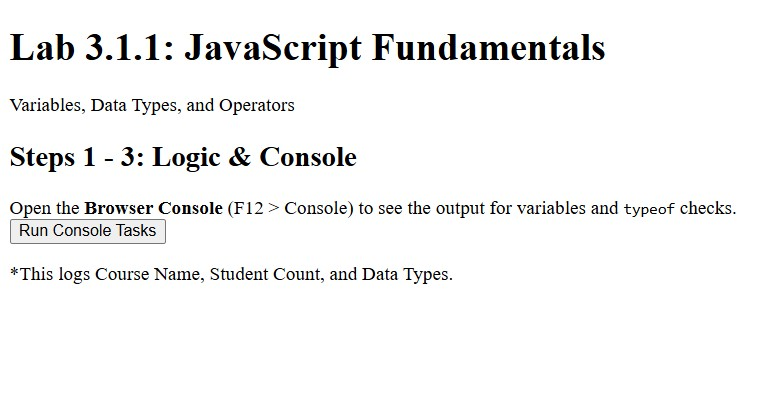 Lab 3.1.1: JavaScript Fundamentals
Variables, Data Types, and Operators
Steps 1 - 3: Logic & Console
Open the Browser Console (F12 > Console) to see the output for variables and typeof checks.
Run Console Tasks
*This logs Course Name, Student Count, and Data Types.